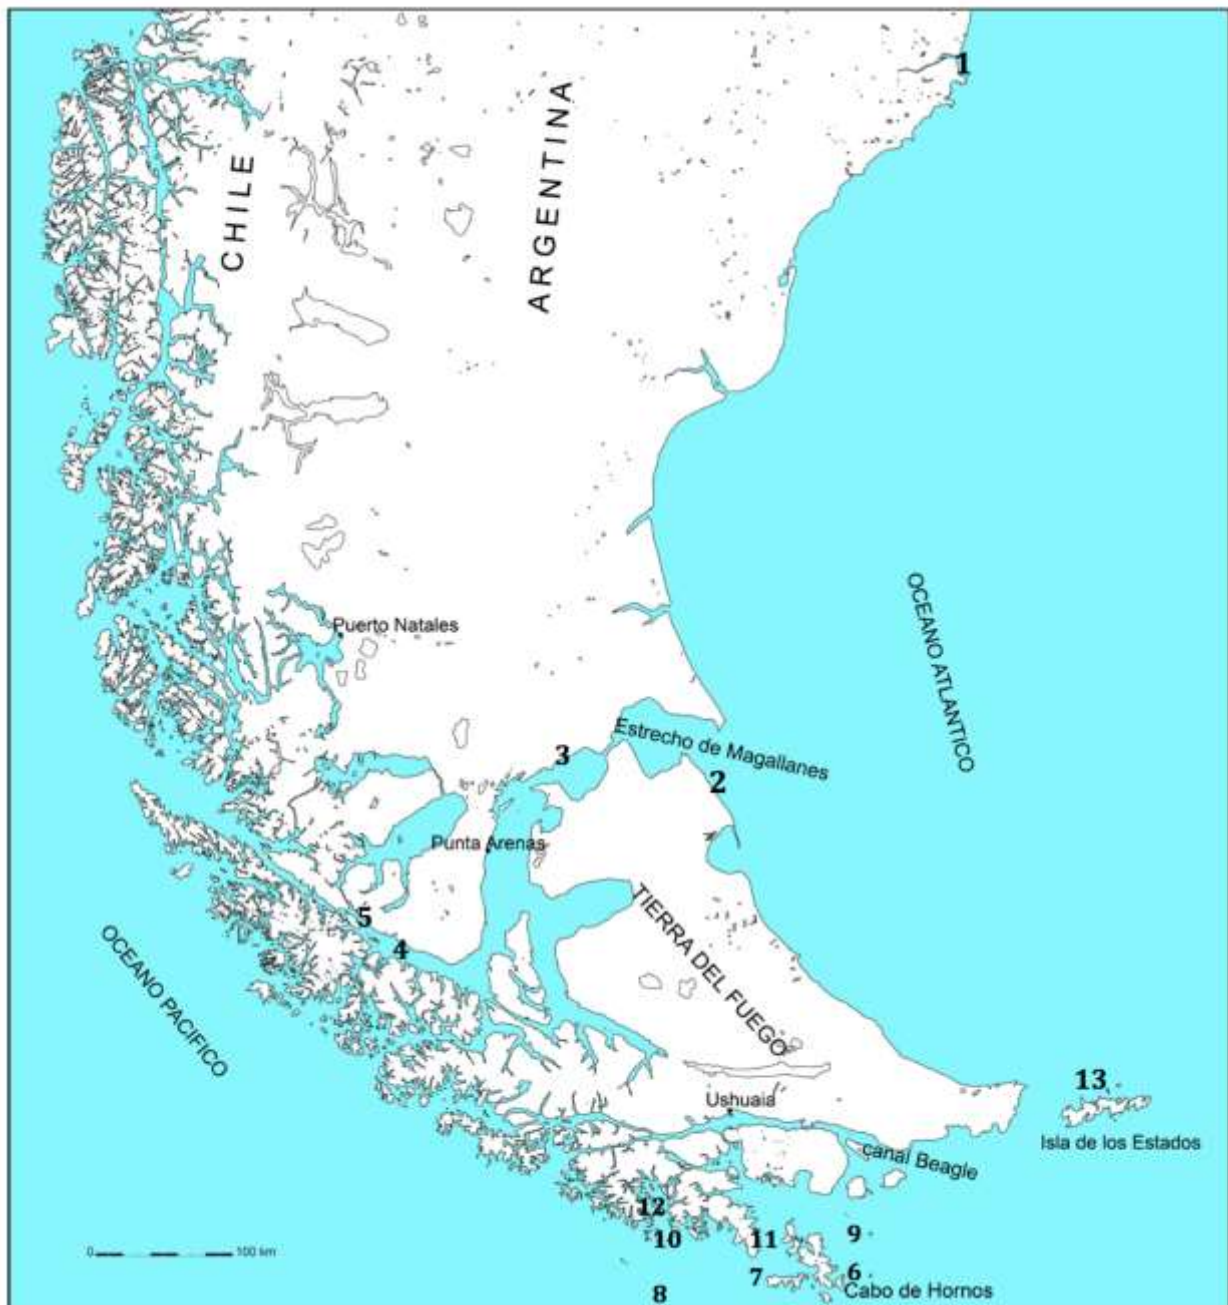 1
CHILE
ARGENTINA
Puerto Natales
OCEANO ATLANTICO
Estrecho de Magallanes
3
2
Punta Arenas
5
4
TIERRA DEL FUEGO
OCEANO PACIFICO
13
Ushuaia
Isla de los Estados
canal Beagle
12
10
11
9
0 100 km
7
6
8
Cabo de Hornos